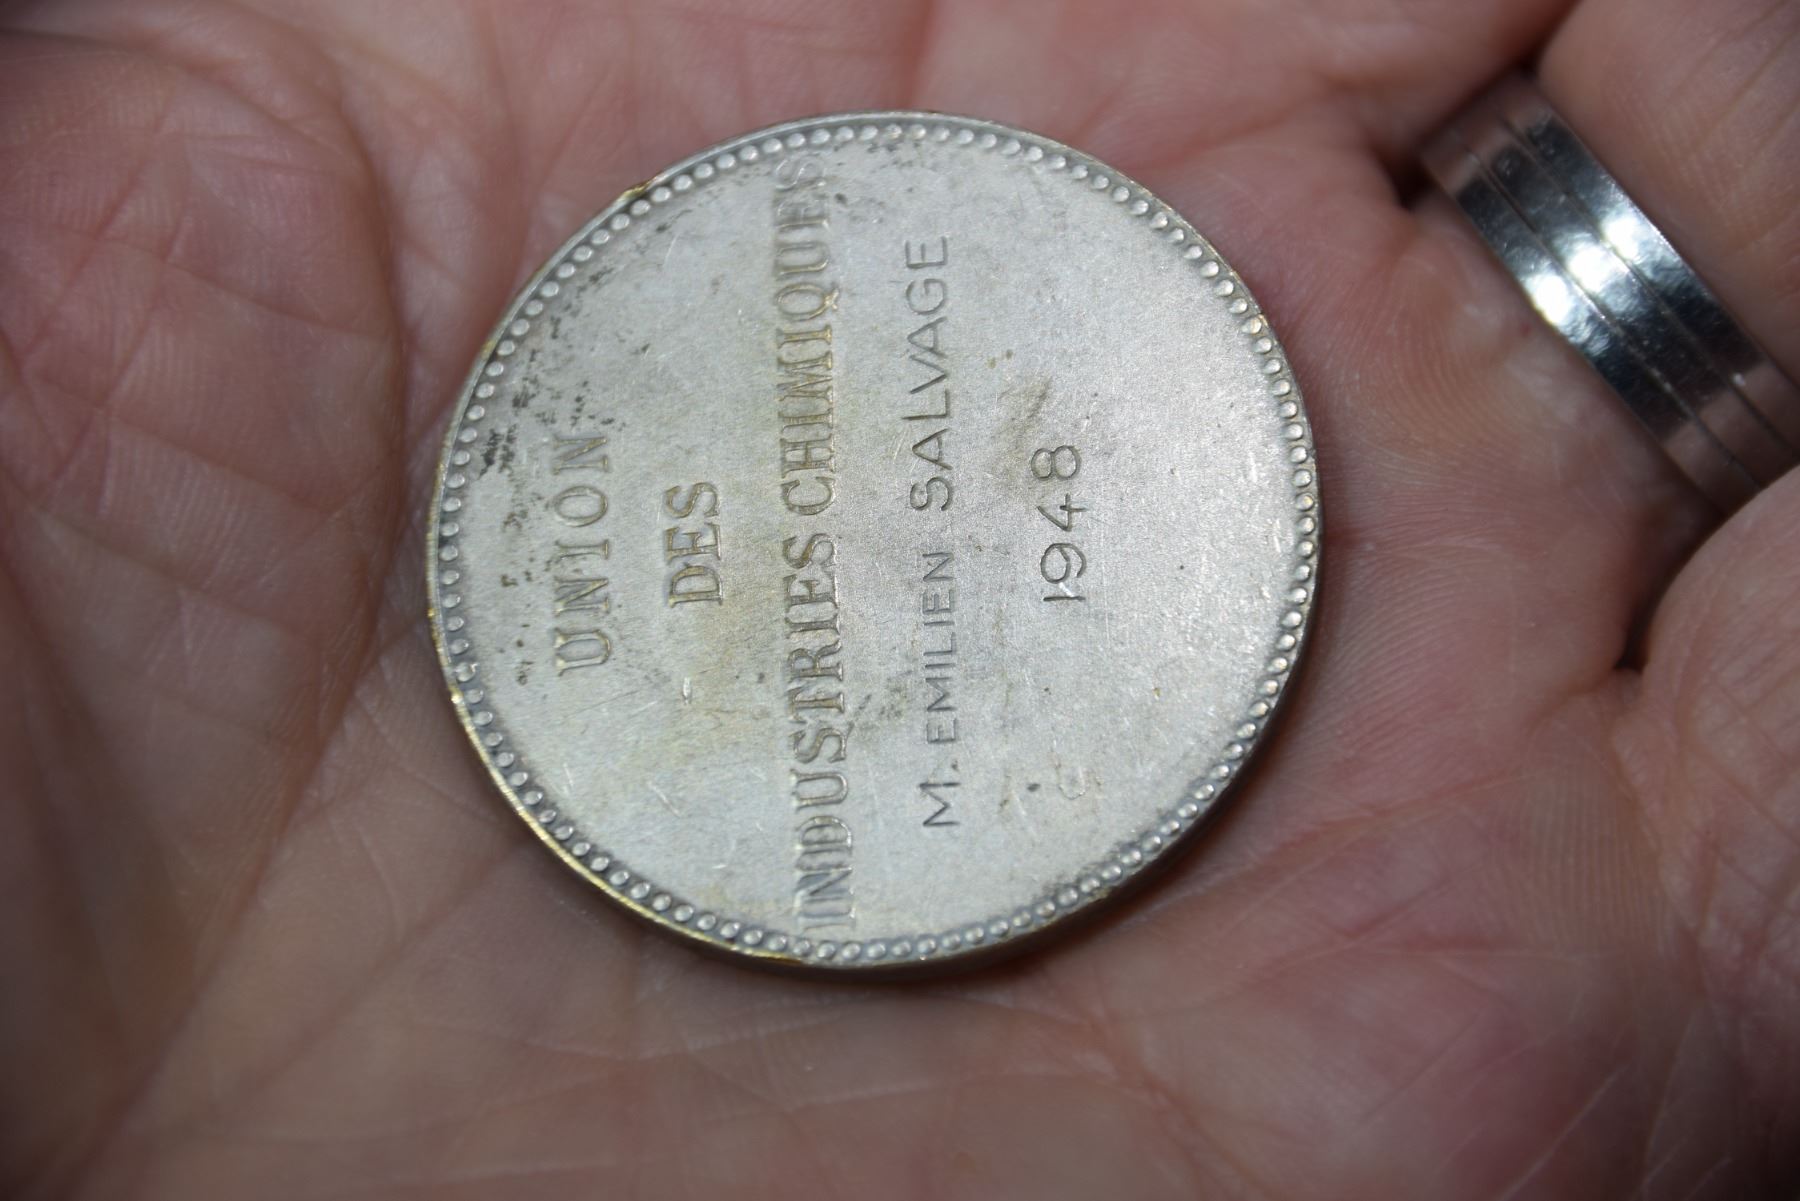 UNION
DES
INDUSTRIES CHIMIQUES
M. EMILIEN SALVAGE
1948